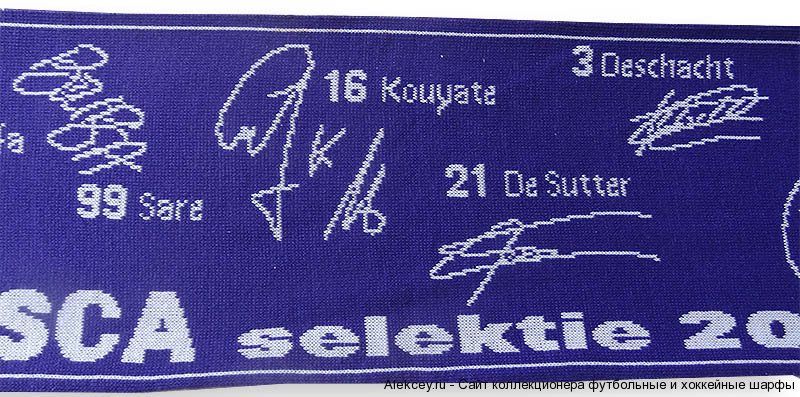 3 Deschacht
16 Kouyate
fa
21 De Sutter
99 Sare
SCA selektie 20
Alekcey.ru - Сайт коллекционера футбольные и хоккейные шарфы